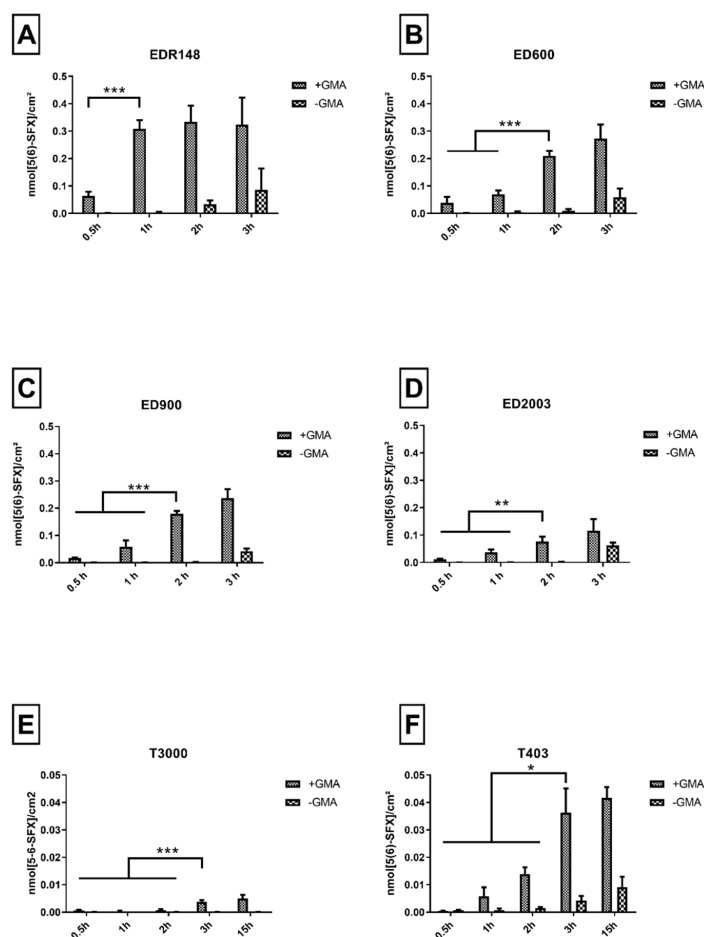 A
EDR148
nmol[5(6)-SFX]/cm²
0.5
0.4
0.3
0.2
0.1
0.0
***
+GMA
-GMA
0.5h
1h
2h
3h
B
ED600
nmol[5(6)-SFX]/cm²
0.5
0.4
0.3
0.2
0.1
0.0
***
+GMA
-GMA
0.5h
1h
2h
3h
C
ED900
nmol[5(6)-SFX]/cm²
0.5
0.4
0.3
0.2
0.1
0.0
***
+GMA
-GMA
0.5 h
1 h
2 h
3 h
D
ED2003
nmol[5(6)-SFX]/cm²
0.5
0.4
0.3
0.2
0.1
0.0
**
+GMA
-GMA
0.5 h
1 h
2 h
3 h
E
T3000
nmol[5-6-SFX]/cm2
0.05
0.04
0.03
0.02
0.01
0.00
***
+GMA
-GMA
0.5h
1h
2h
3h
15h
F
T403
nmol[5(6)-SFX]/cm²
0.05
0.04
0.03
0.02
0.01
0.00
*
+GMA
-GMA
0.5h
1h
2h
3h
15h